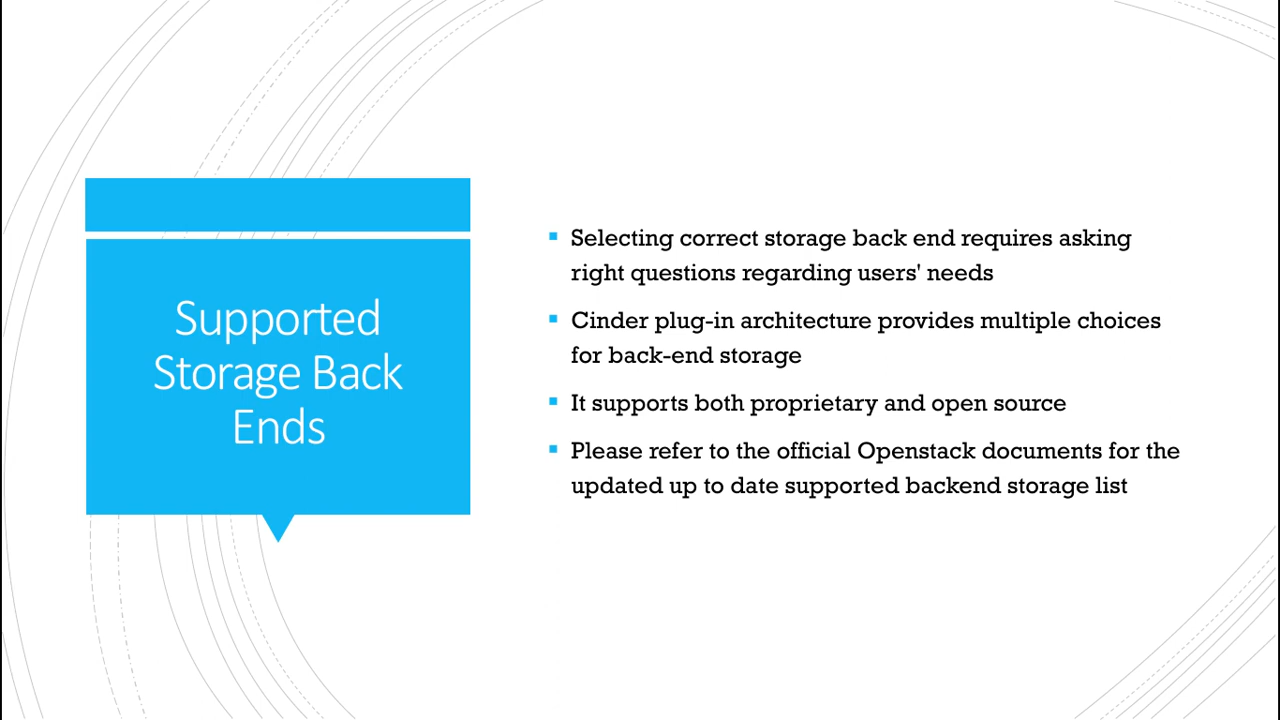 Supported
Storage Back
Ends
Selecting correct storage back end requires asking
right questions regarding users' needs
Cinder plug-in architecture provides multiple choices
for back-end storage
It supports both proprietary and open source
Please refer to the official Openstack documents for the
updated up to date supported backend storage list